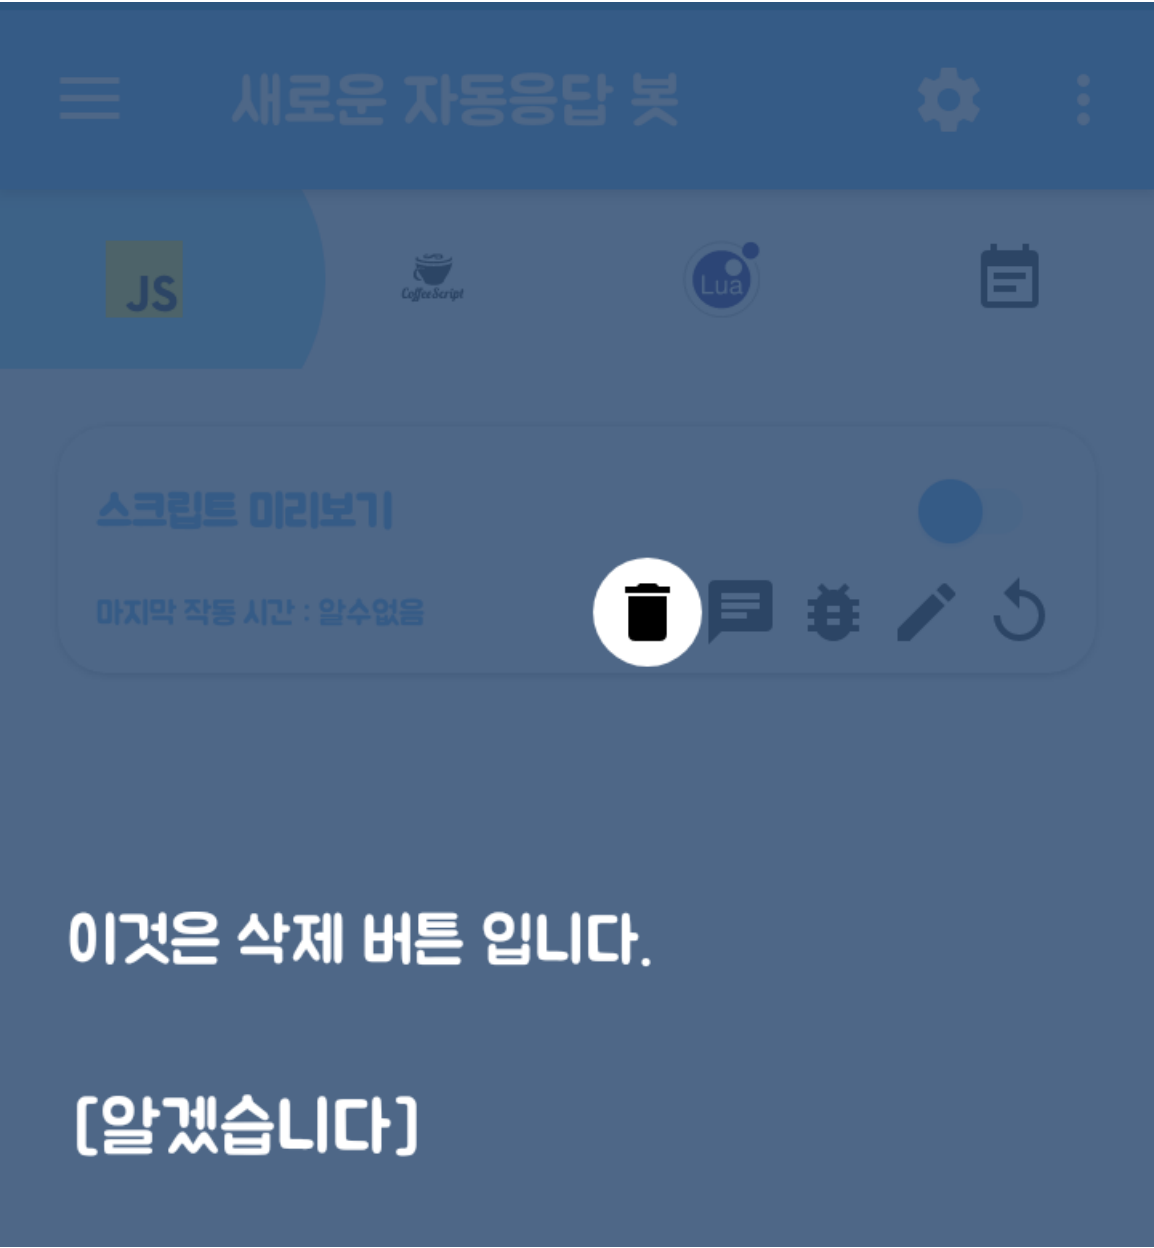 새로운 자동응답 봇
JS
CoffeeScript
Lua
스크립트 미리보기
마지막 작동 시간 : 알수없음
이것은 삭제 버튼 입니다.
[알겠습니다]